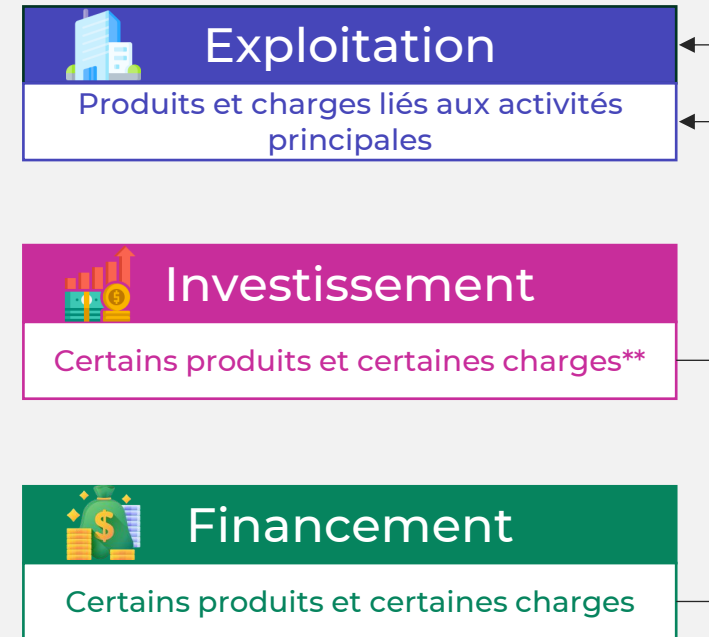 Exploitation
Produits et charges liés aux activités
principales
Investissement
Certains produits et certaines charges**
Financement
Certains produits et certaines charges